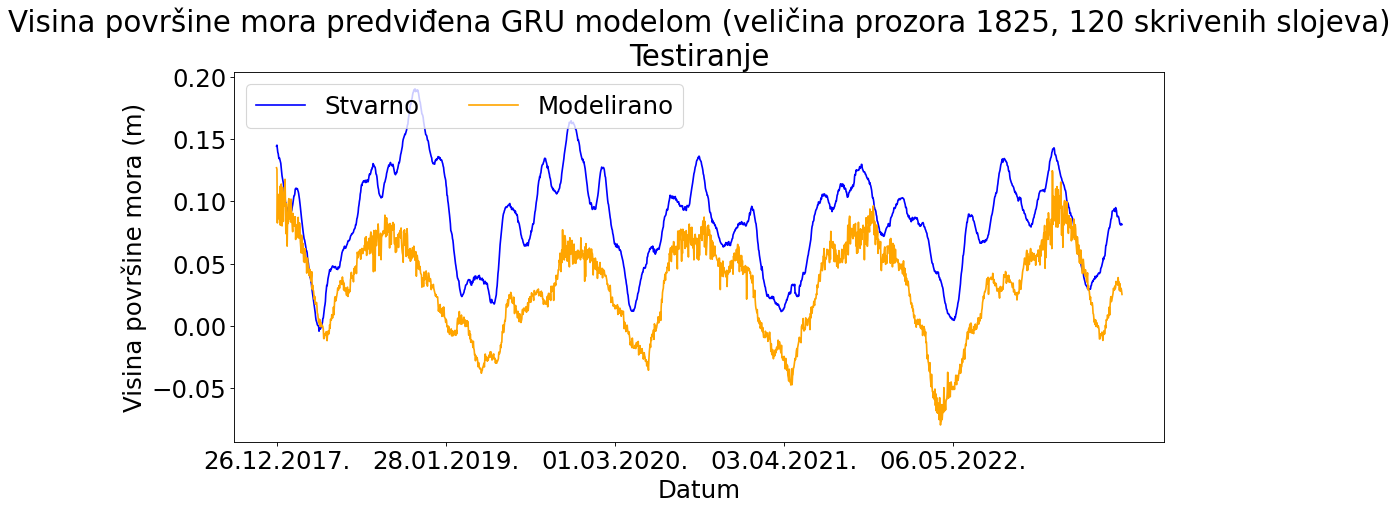 Visina površine mora predviđena GRU modelom (veličina prozora 1825, 120 skrivenih slojeva)
Testiranje
Stvarno Modelirano
Visina površine mora (m)
0.20
0.15
0.10
0.05
0.00
−0.05
26.12.2017. 28.01.2019. 01.03.2020. 03.04.2021. 06.05.2022.
Datum